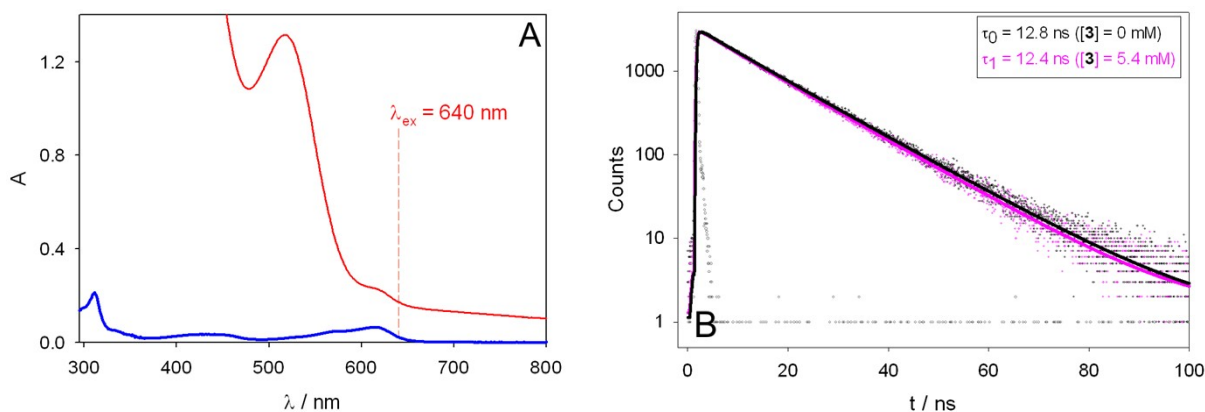 A
λex = 640 nm
A
1.2
0.8
0.4
0.0
300 400 500 600 700 800
λ / nm
τ0 = 12.8 ns ([3] = 0 mM)
τ1 = 12.4 ns ([3] = 5.4 mM)
Counts
1000
100
10
1
B
0 20 40 60 80 100
t / ns